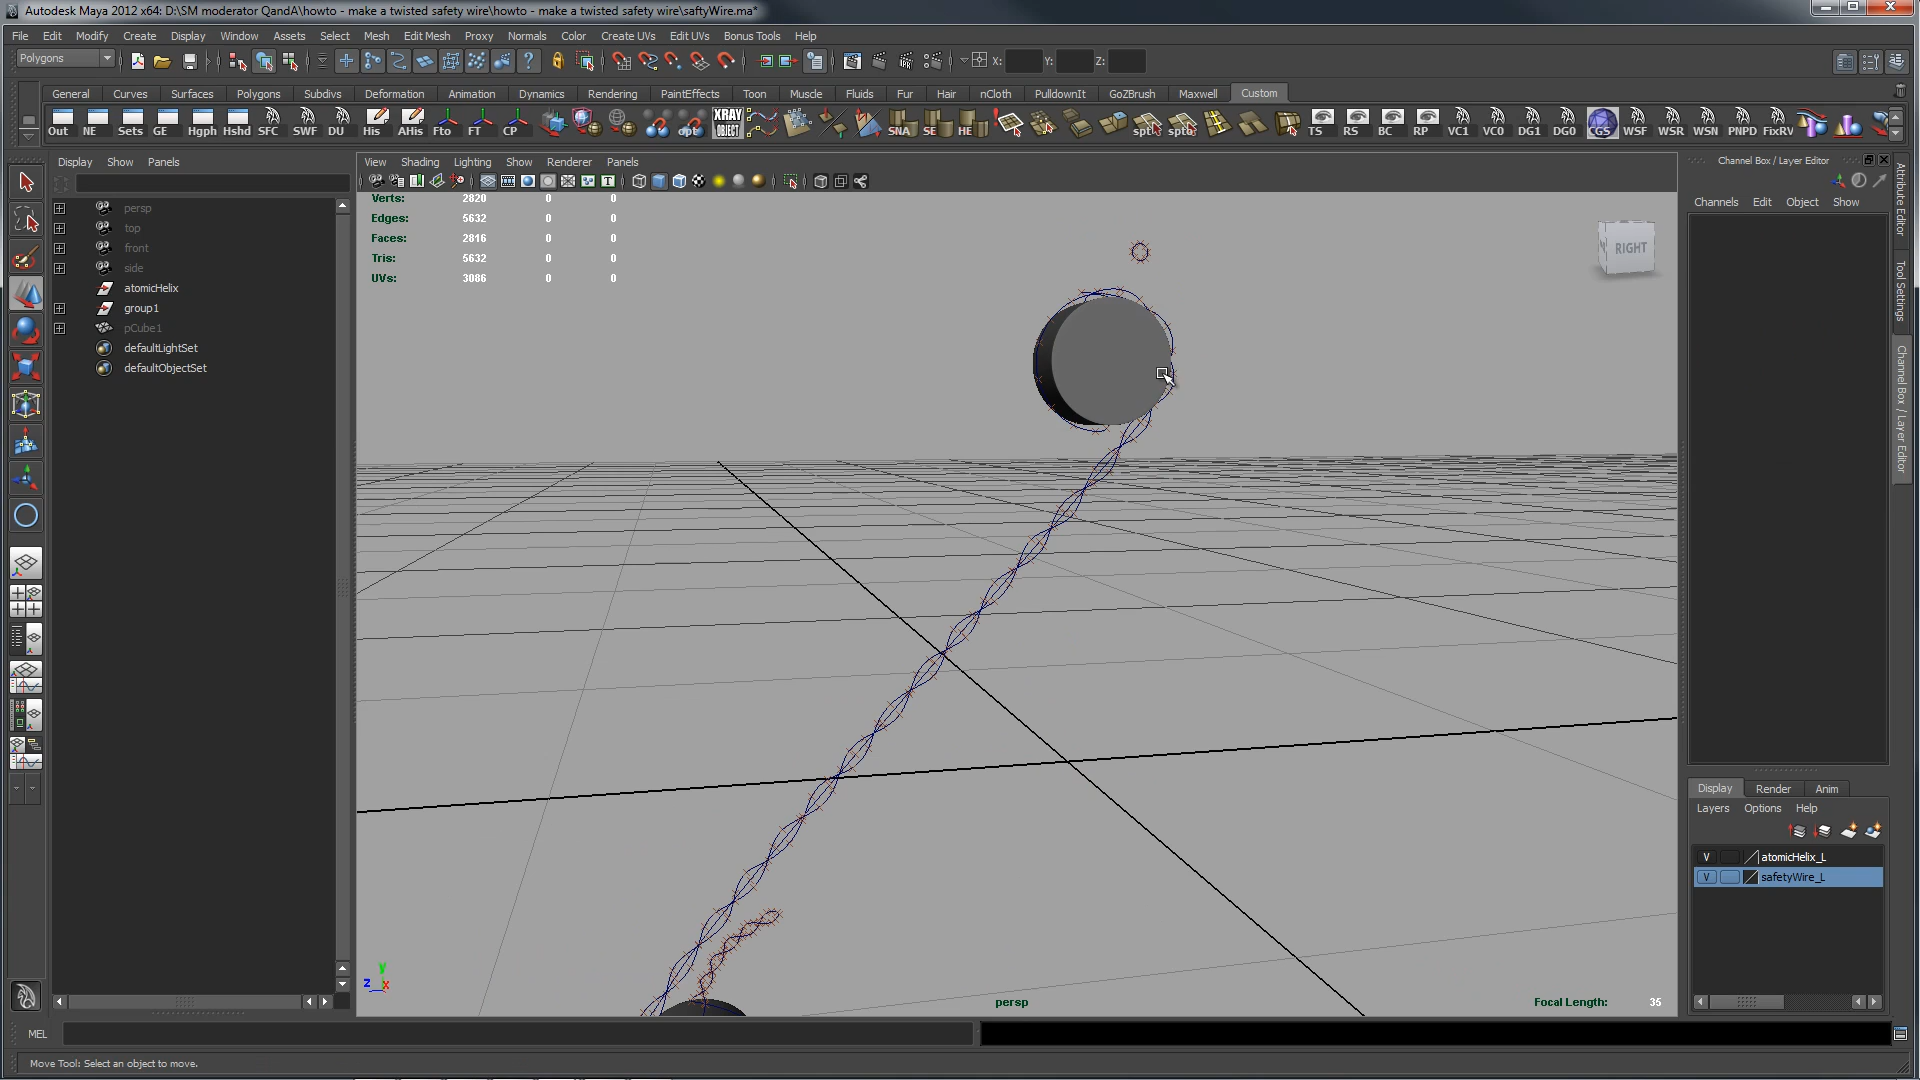 Autodesk Maya 2012 x64: D:\SM moderator QandA\howto - make a twisted safety wire\howto - make a twisted safety wire\saftyWire.ma*
File Edit Modify Create Display Window Assets Select Mesh Edit Mesh Proxy Normals Color Create UVs Edit UVs Bonus Tools Help
Polygons X: Y: Z:
General Curves Surfaces Polygons Subdivs Deformation Animation Dynamics Rendering PaintEffects Toon Muscle Fluids Fur Hair nCloth PulldownIt GoZBrush Maxwell Custom
Out NE Sets GE Hgph Hshd SFC SWF DU His AHis Fto FT CP opt XRAY OBJECT SNA SE HE TS RS BC RP VC1 VC0 DG1 DG0 CGS WSF WSR WSN PNPD FixRV
Display Show Panels
View Shading Lighting Show Renderer Panels
Channel Box / Layer Editor
Channels Edit Object Show
persp
top
front
side
atomicHelix
group1
pCube1
defaultLightSet
defaultObjectSet
Verts: 2820 0 0
Edges: 5632 0 0
Faces: 2816 0 0
Tris: 5632 0 0
UVs: 3086 0 0
RIGHT
Attribute Editor
Tool Settings
Channel Box / Layer Editor
y
z x
persp
Focal Length: 35
Display Render Anim
Layers Options Help
V atomicHelix_L
V safetyWire_L
MEL
Move Tool: Select an object to move.